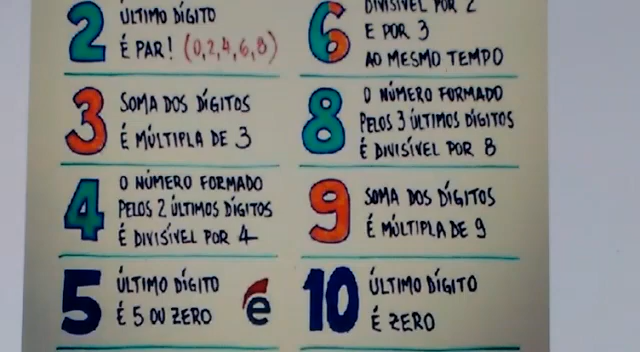 2 ÚLTIMO DÍGITO
É PAR! (0,2,4,6,8)
3 SOMA DOS DÍGITOS
É MÚLTIPLA DE 3
4 O NÚMERO FORMADO
PELOS 2 ÚLTIMOS DÍGITOS
É DIVISÍVEL POR 4
5 ÚLTIMO DÍGITO
É 5 OU ZERO
é
6 DIVISÍVEL POR 2
E POR 3
AO MESMO TEMPO
8 O NÚMERO FORMADO
PELOS 3 ÚLTIMOS DÍGITOS
É DIVISÍVEL POR 8
9 SOMA DOS DÍGITOS
É MÚLTIPLA DE 9
10 ÚLTIMO DÍGITO
É ZERO